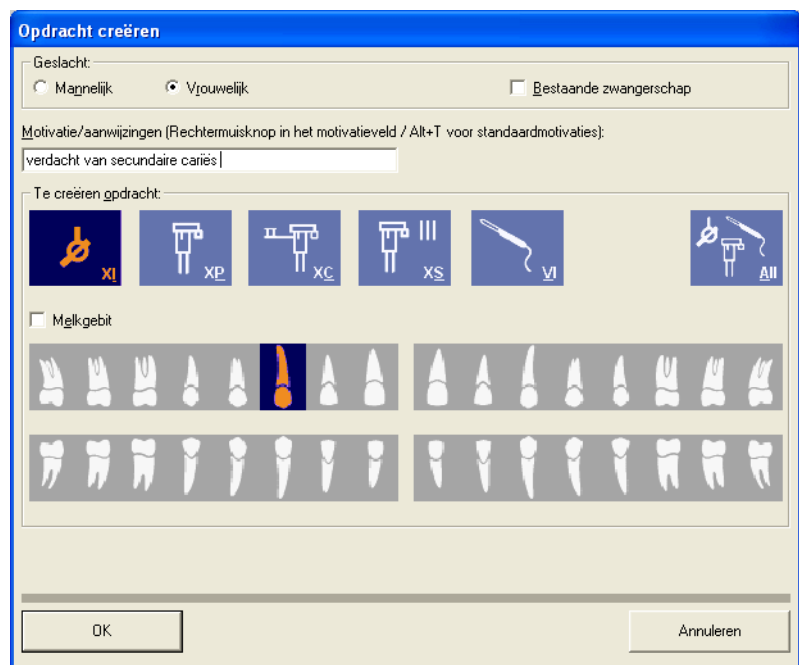 Opdracht creëren
Geslacht:
Mannelijk Vrouwelijk Bestaande zwangerschap
Motivatie/aanwijzingen (Rechtermuisknop in het motivatieveld / Alt+T voor standaardmotivaties):
verdacht van secundaire cariës
Te creëren opdracht:
XI XP XC XS VI All
Melkgebit
OK Annuleren